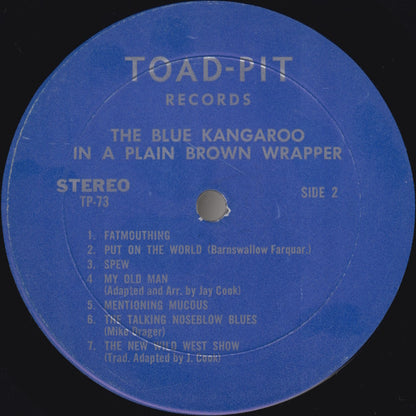 TOAD-PIT
RECORDS
THE BLUE KANGAROO
IN A PLAIN BROWN WRAPPER
STEREO
TP-73
SIDE 2
1. FATMOUTHING
2. PUT ON THE WORLD (Barnswallow Farquar.)
3. SPEW
4. MY OLD MAN
(Adapted and Arr. by Jay Cook)
5. MENTIONING MUCOUS
6. THE TALKING NOSEBLOW BLUES
(Mike Drager)
7. THE NEW WILD WEST SHOW
(Trad. Adapted by J. Cook)